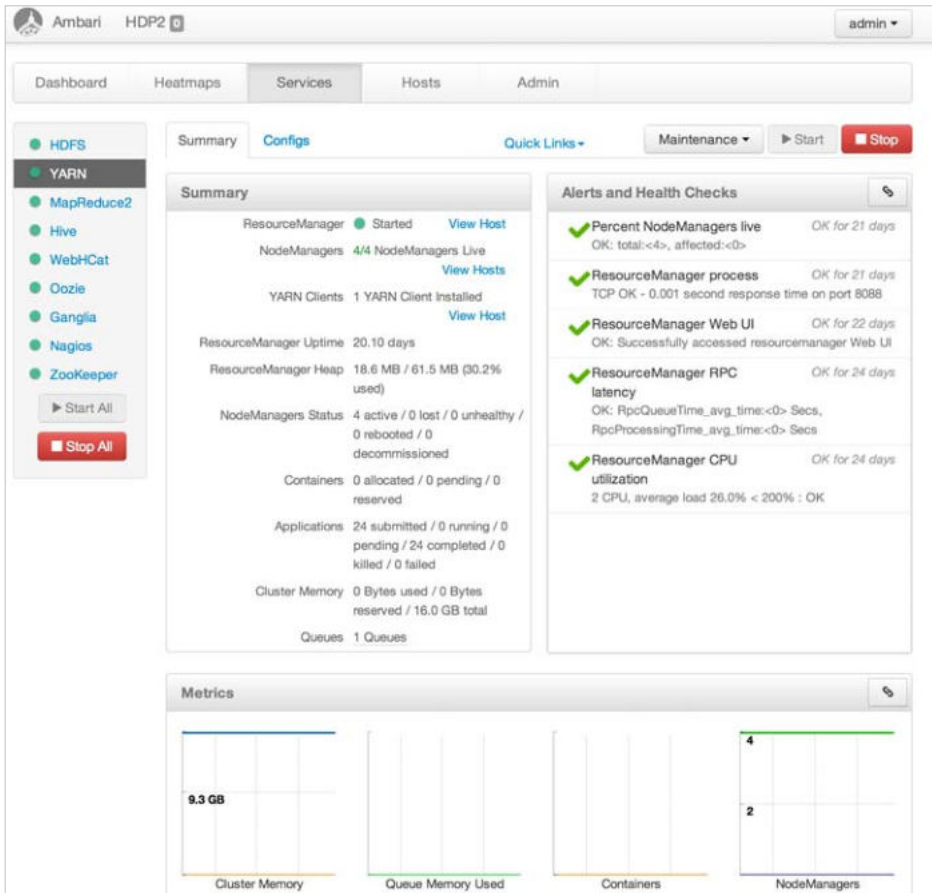 Ambari HDP2 0 admin
Dashboard Heatmaps Services Hosts Admin
HDFS
YARN
MapReduce2
Hive
WebHCat
Oozie
Ganglia
Nagios
ZooKeeper
Start All
Stop All
Summary Configs Quick Links Maintenance Start Stop
Summary
ResourceManager Started View Host
NodeManagers 4/4 NodeManagers Live
View Hosts
YARN Clients 1 YARN Client Installed
View Host
ResourceManager Uptime 20.10 days
ResourceManager Heap 18.6 MB / 61.5 MB (30.2%
used)
NodeManagers Status 4 active / 0 lost / 0 unhealthy /
0 rebooted / 0
decommissioned
Containers 0 allocated / 0 pending / 0
reserved
Applications 24 submitted / 0 running / 0
pending / 24 completed / 0
killed / 0 failed
Cluster Memory 0 Bytes used / 0 Bytes
reserved / 16.0 GB total
Queues 1 Queues
Alerts and Health Checks
Percent NodeManagers live OK for 21 days
OK: total:<4>, affected:<0>
ResourceManager process OK for 21 days
TCP OK - 0.001 second response time on port 8088
ResourceManager Web UI OK for 22 days
OK: Successfully accessed resourcemanager Web UI
ResourceManager RPC OK for 24 days
latency
OK: RpcQueueTime_avg_time:<0> Secs,
RpcProcessingTime_avg_time:<0> Secs
ResourceManager CPU OK for 24 days
utilization
2 CPU, average load 26.0% < 200% : OK
Metrics
9.3 GB
4
2
Cluster Memory Queue Memory Used Containers NodeManagers